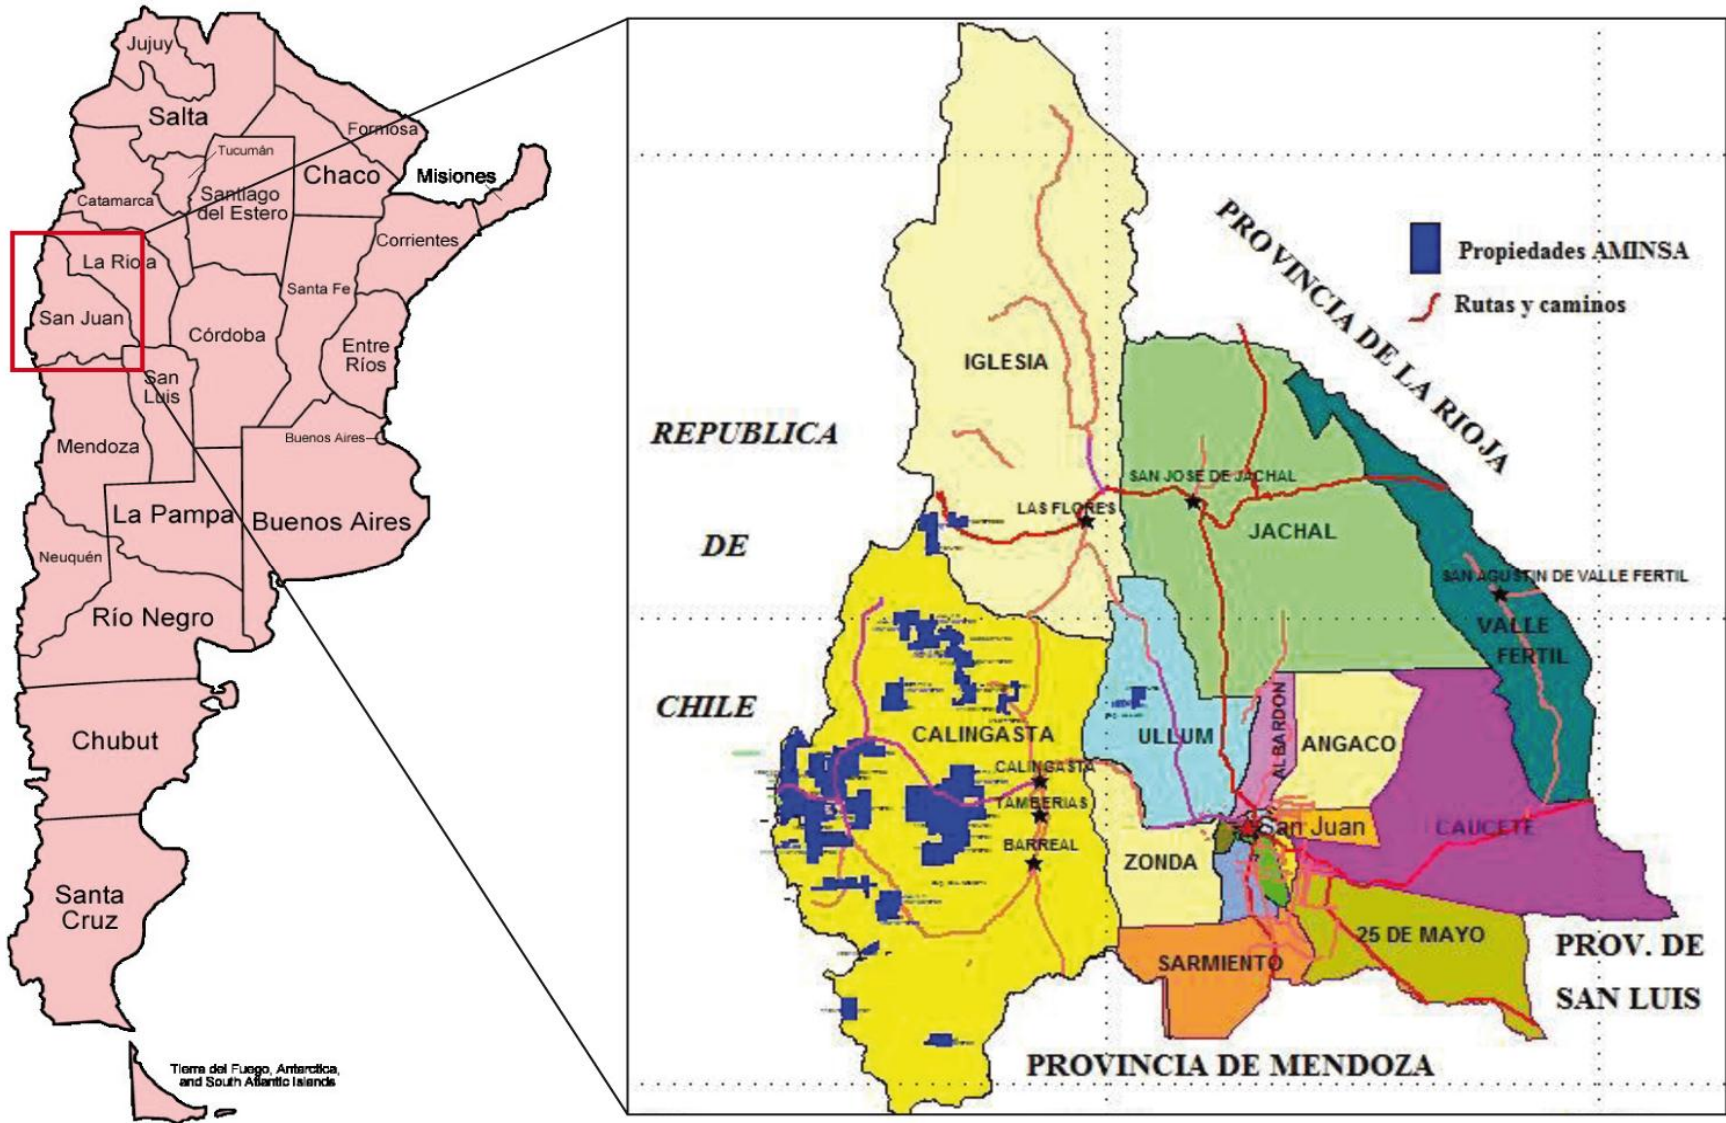 Jujuy
Salta
Formosa
Tucumán
Chaco
Misiones
Catamarca
Santiago
del Estero
Corrientes
La Rioja
Santa Fe
San Juan
Córdoba
Entre
Ríos
San
Luis
Mendoza
Buenos Aires
La Pampa
Buenos Aires
Neuquén
Río Negro
Chubut
Santa
Cruz
Tierra del Fuego, Antarctica,
and South Atlantic Islands
PROVINCIA DE LA RIOJA
Propiedades AMINSA
Rutas y caminos
IGLESIA
REPUBLICA
DE
CHILE
SAN JOSE DE JACHAL
LAS FLORES
JACHAL
SAN AGUSTIN DE VALLE FERTIL
VALLE
FERTIL
CALINGASTA
ULLUM
ALBARDON
ANGACO
CALINGASTA
TAMBERIAS
BARREAL
San Juan
CAUCETE
ZONDA
25 DE MAYO
SARMIENTO
PROV. DE
SAN LUIS
PROVINCIA DE MENDOZA